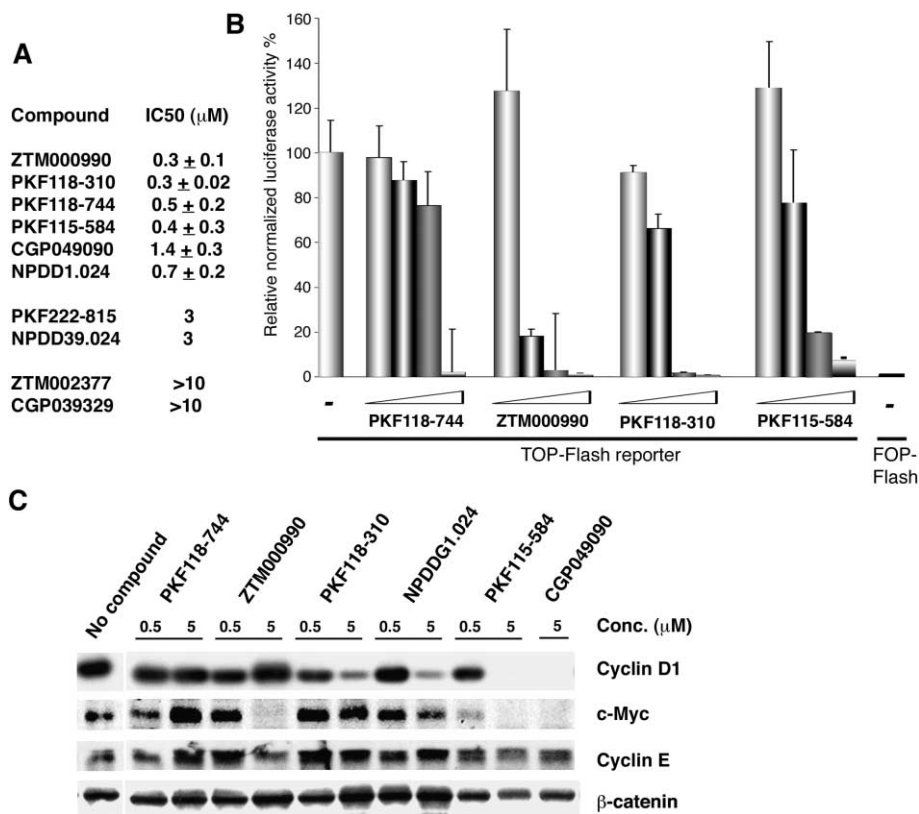 A
Compound IC50 (μM)
ZTM000990 0.3 ± 0.1
PKF118-310 0.3 ± 0.02
PKF118-744 0.5 ± 0.2
PKF115-584 0.4 ± 0.3
CGP049090 1.4 ± 0.3
NPDD1.024 0.7 ± 0.2
PKF222-815 3
NPDD39.024 3
ZTM002377 >10
CGP039329 >10
B
Relative normalized luciferase activity %
160
140
120
100
80
60
40
20
0
- PKF118-744 ZTM000990 PKF118-310 PKF115-584 -
TOP-Flash reporter
FOP-
Flash
C
No compound
PKF118-744
ZTM000990
PKF118-310
NPDDG1.024
PKF115-584
CGP049090
0.5 5 0.5 5 0.5 5 0.5 5 0.5 5 5 Conc. (μM)
Cyclin D1
c-Myc
Cyclin E
β-catenin